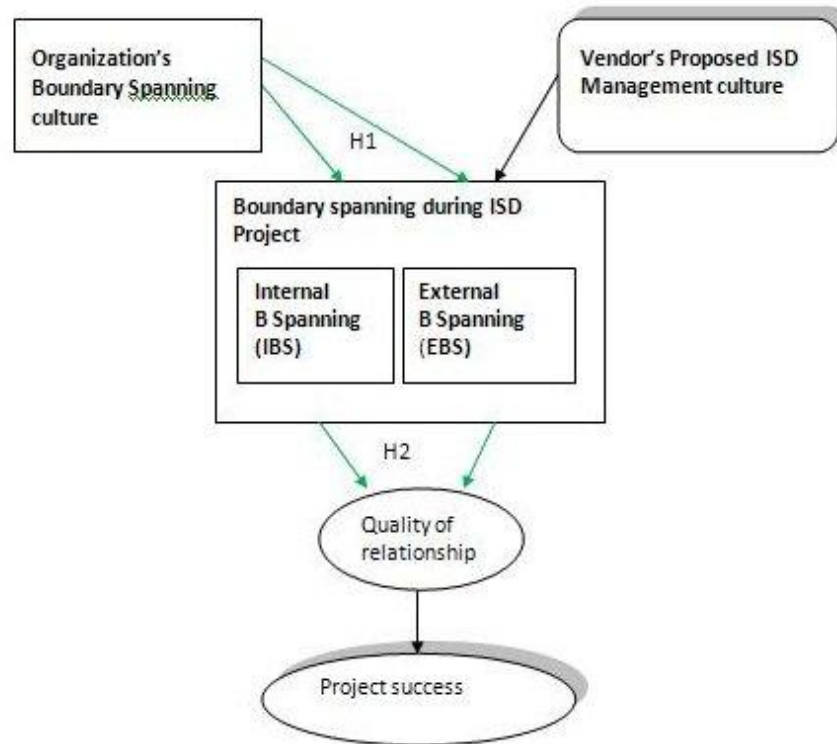 Organization's
Boundary Spanning
culture
Vendor's Proposed ISD
Management culture
H1
Boundary spanning during ISD
Project
Internal
B Spanning
(IBS)
External
B Spanning
(EBS)
H2
Quality of
relationship
Project success